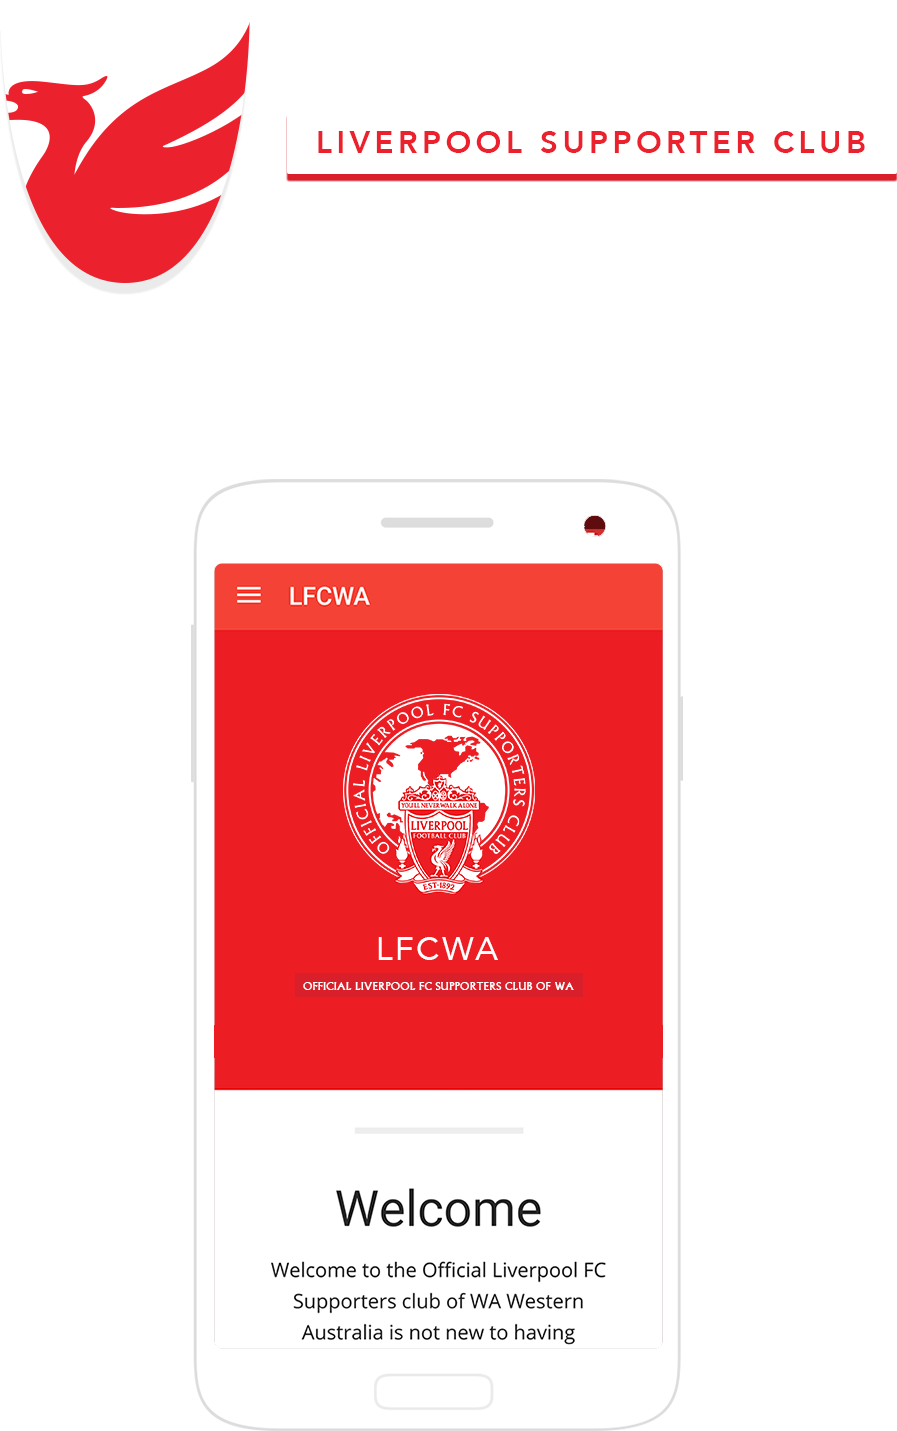 LIVERPOOL SUPPORTER CLUB
LFCWA
OFFICIAL LIVERPOOL FC SUPPORTERS CLUB
YOU'LL NEVER WALK ALONE
LIVERPOOL
FOOTBALL CLUB
EST·1892
LFCWA
OFFICIAL LIVERPOOL FC SUPPORTERS CLUB OF WA
Welcome
Welcome to the Official Liverpool FC
Supporters club of WA Western
Australia is not new to having